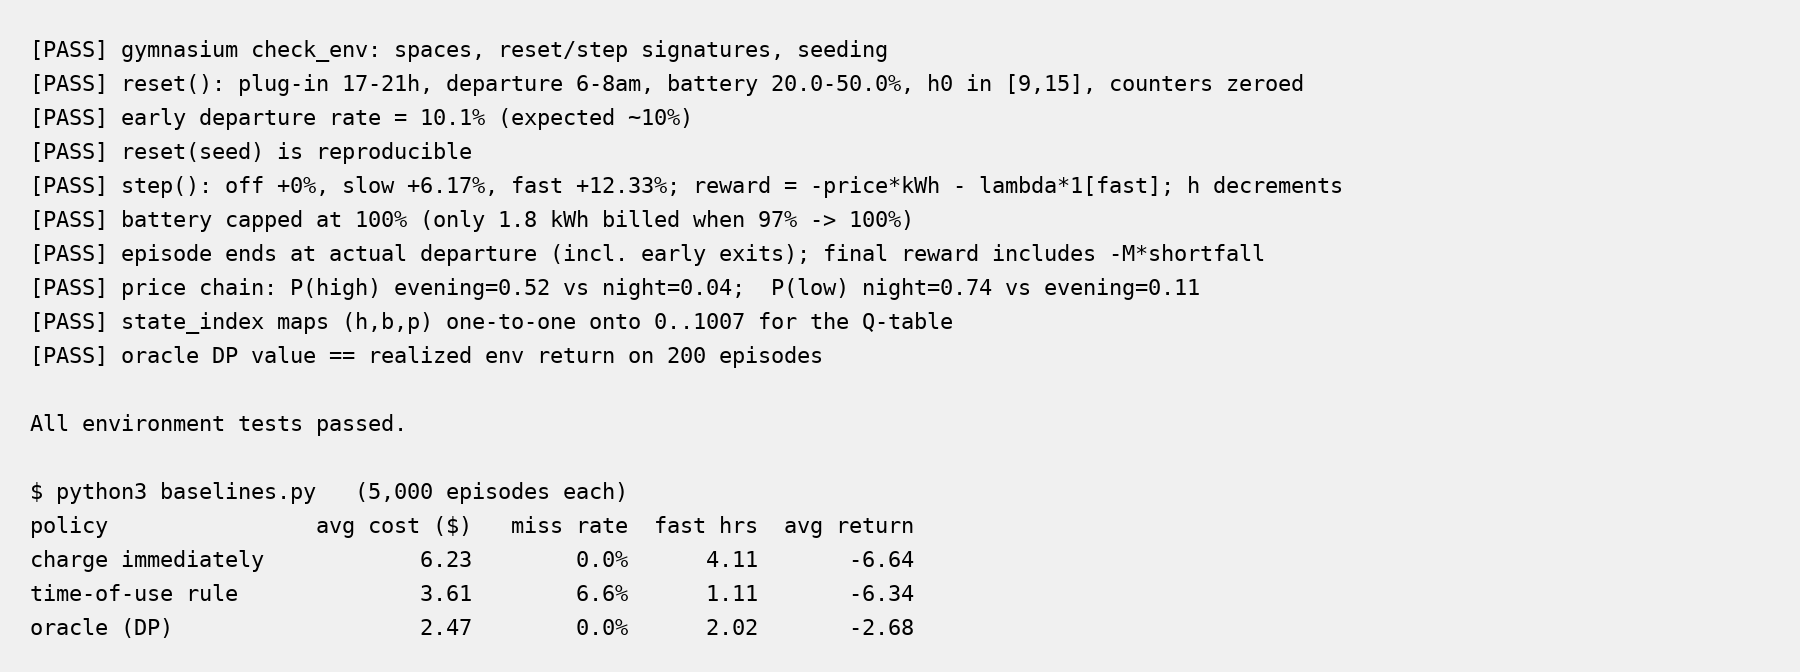 [PASS] gymnasium check_env: spaces, reset/step signatures, seeding
[PASS] reset(): plug-in 17-21h, departure 6-8am, battery 20.0-50.0%, h0 in [9,15], counters zeroed
[PASS] early departure rate = 10.1% (expected ~10%)
[PASS] reset(seed) is reproducible
[PASS] step(): off +0%, slow +6.17%, fast +12.33%; reward = -price*kWh - lambda*1[fast]; h decrements
[PASS] battery capped at 100% (only 1.8 kWh billed when 97% -> 100%)
[PASS] episode ends at actual departure (incl. early exits); final reward includes -M*shortfall
[PASS] price chain: P(high) evening=0.52 vs night=0.04;  P(low) night=0.74 vs evening=0.11
[PASS] state_index maps (h,b,p) one-to-one onto 0..1007 for the Q-table
[PASS] oracle DP value == realized env return on 200 episodes
All environment tests passed.
$ python3 baselines.py   (5,000 episodes each)
policy                avg cost ($)   miss rate  fast hrs  avg return
charge immediately            6.23        0.0%      4.11       -6.64
time-of-use rule              3.61        6.6%      1.11       -6.34
oracle (DP)                   2.47        0.0%      2.02       -2.68